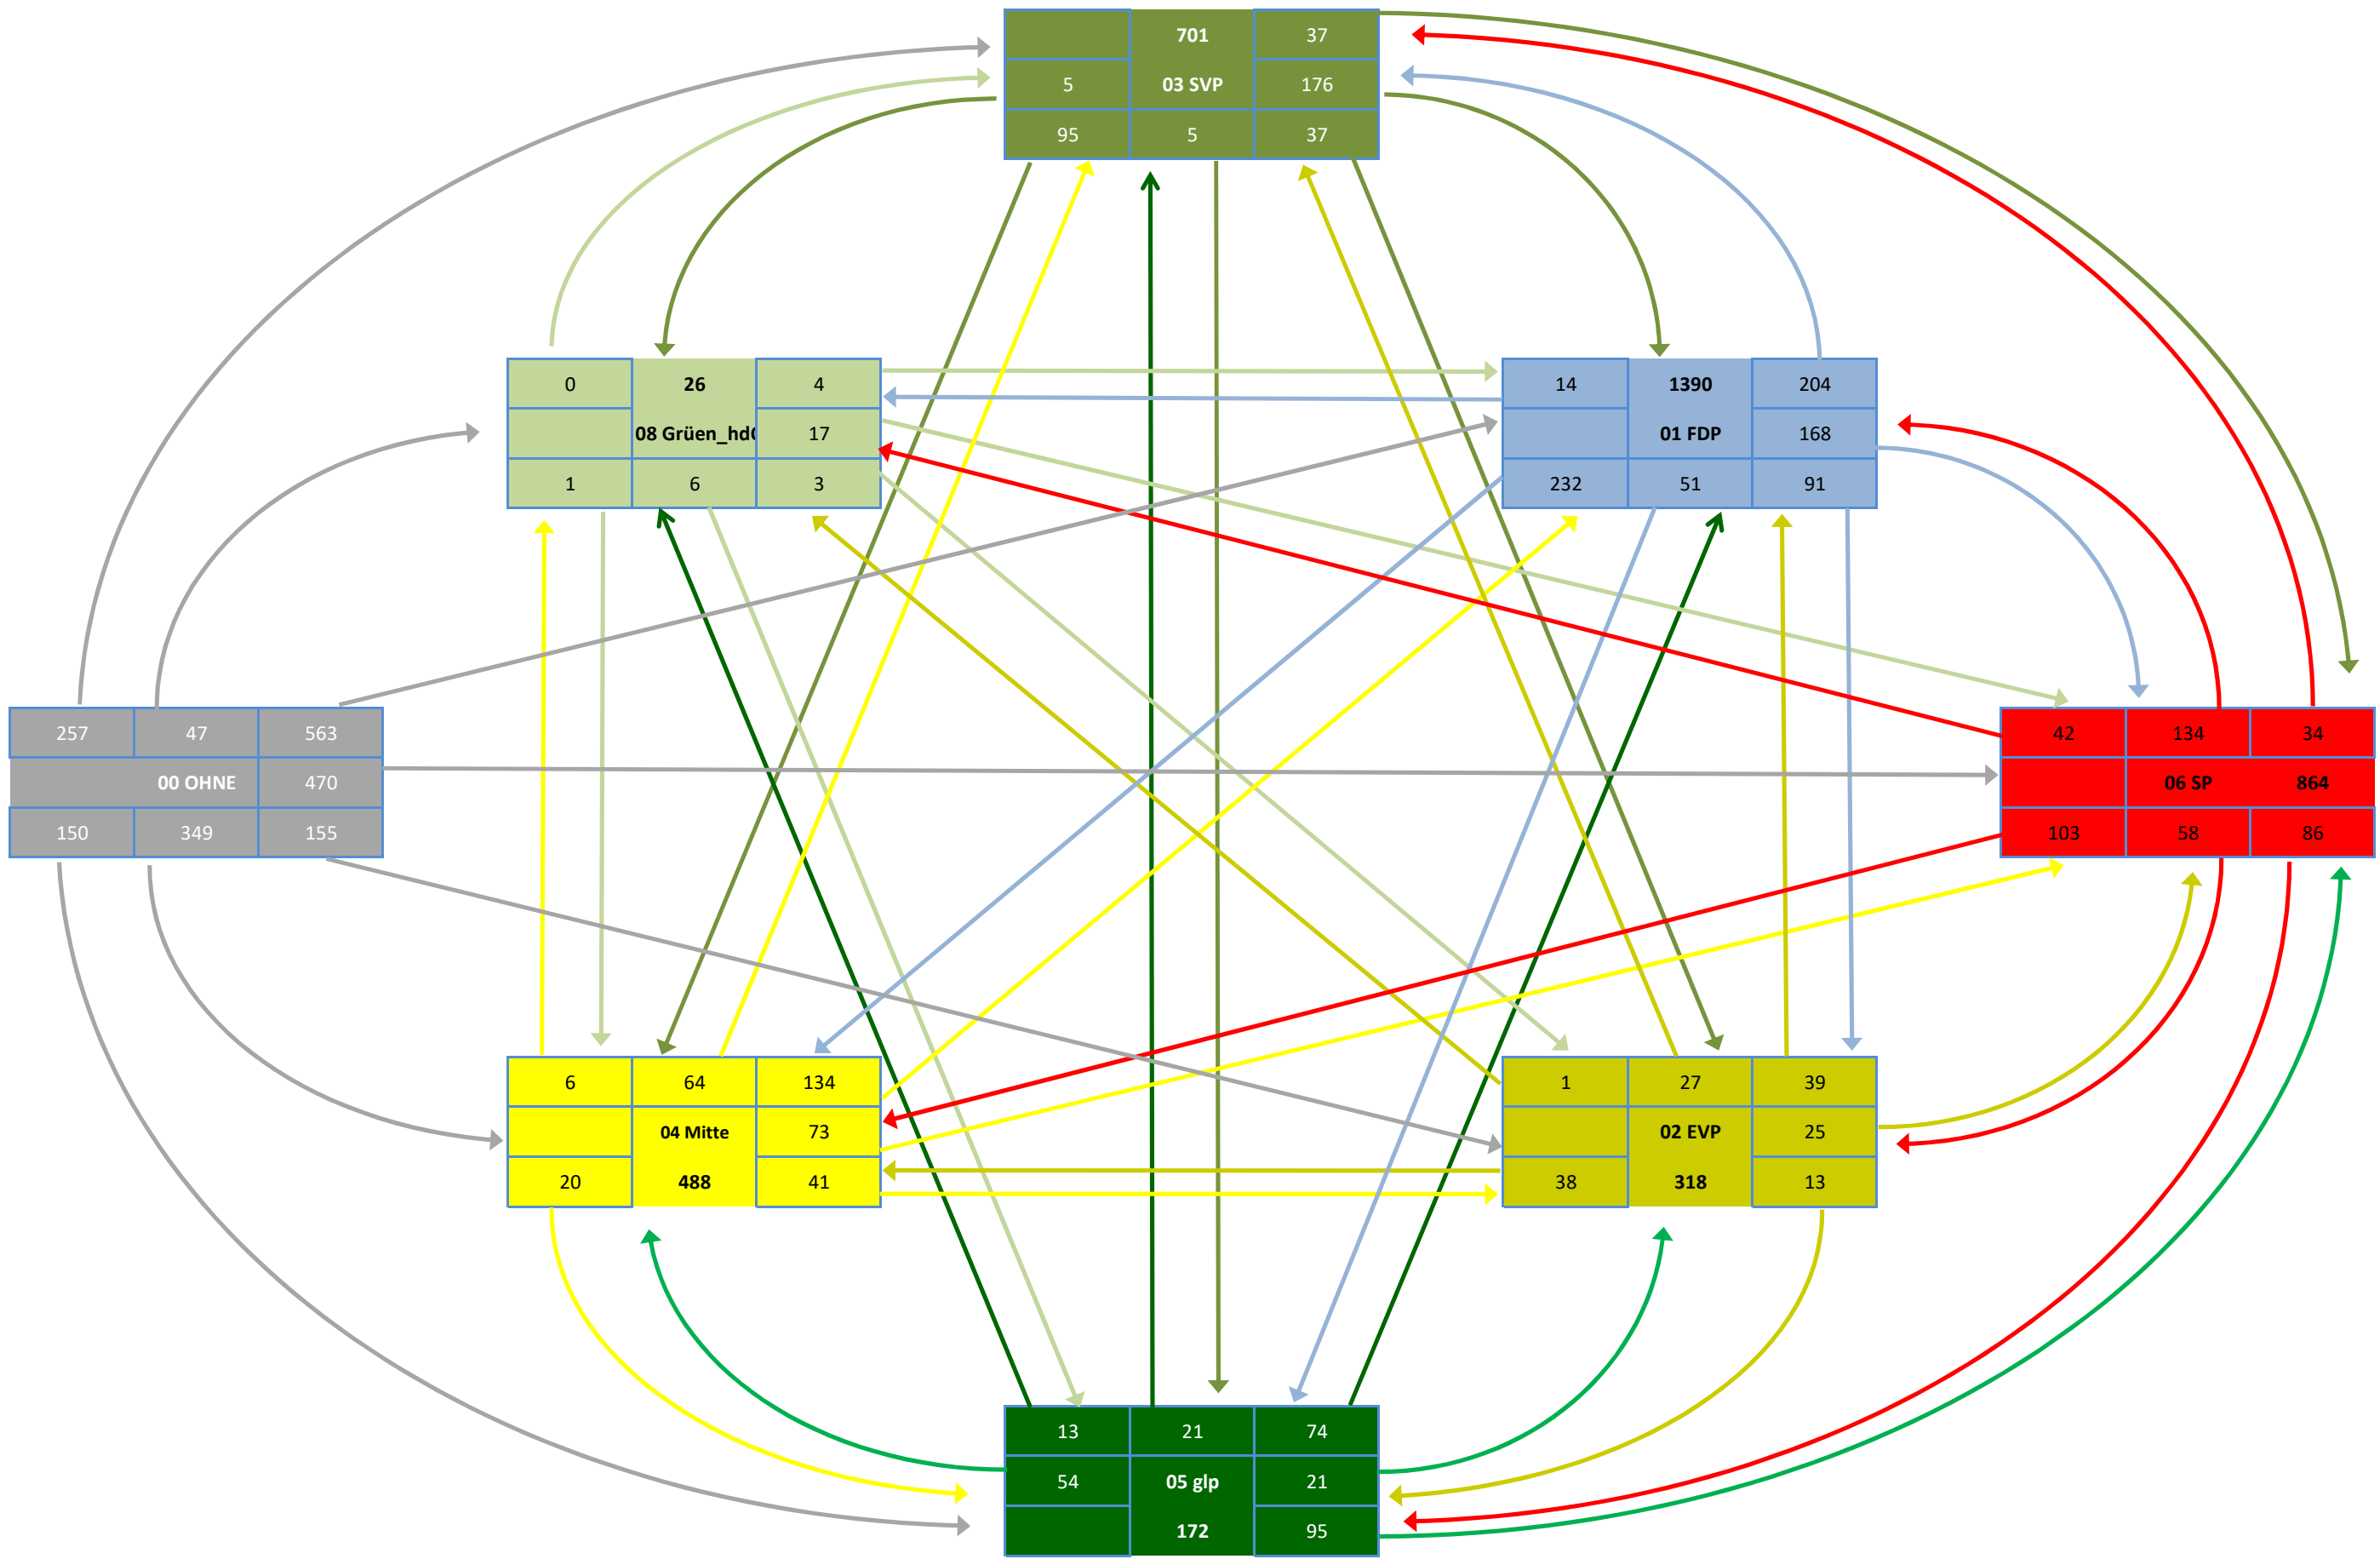 701 37
5 03 SVP 176
95 5 37
0 26 4
08 Grüen_hd 17
1 6 3
14 1390 204
01 FDP 168
232 51 91
257 47 563
00 OHNE 470
150 349 155
42 134 34
06 SP 864
103 58 86
6 64 134
04 Mitte 73
20 488 41
1 27 39
02 EVP 25
38 318 13
13 21 74
54 05 glp 21
172 95